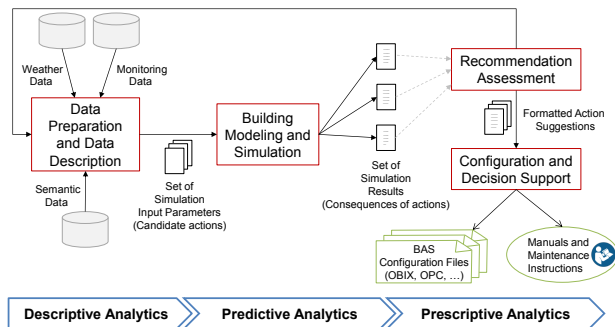 Weather
Data
Monitoring
Data
Data
Preparation
and Data
Description
Semantic
Data
Set of
Simulation
Input Parameters
(Candidate actions)
Building
Modeling and
Simulation
Set of
Simulation
Results
(Consequences of actions)
Recommendation
Assessment
Formatted Action
Suggestions
Configuration and
Decision Support
BAS
Configuration Files
(OBIX, OPC, ...)
Manuals and
Maintenance
Instructions
Descriptive Analytics
Predictive Analytics
Prescriptive Analytics